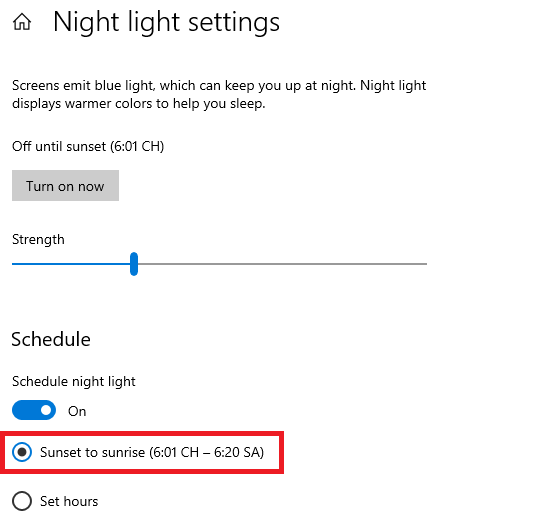 Night light settings
Screens emit blue light, which can keep you up at night. Night light
displays warmer colors to help you sleep.
Off until sunset (6:01 CH)
Turn on now
Strength
Schedule
Schedule night light
On
Sunset to sunrise (6:01 CH – 6:20 SA)
Set hours